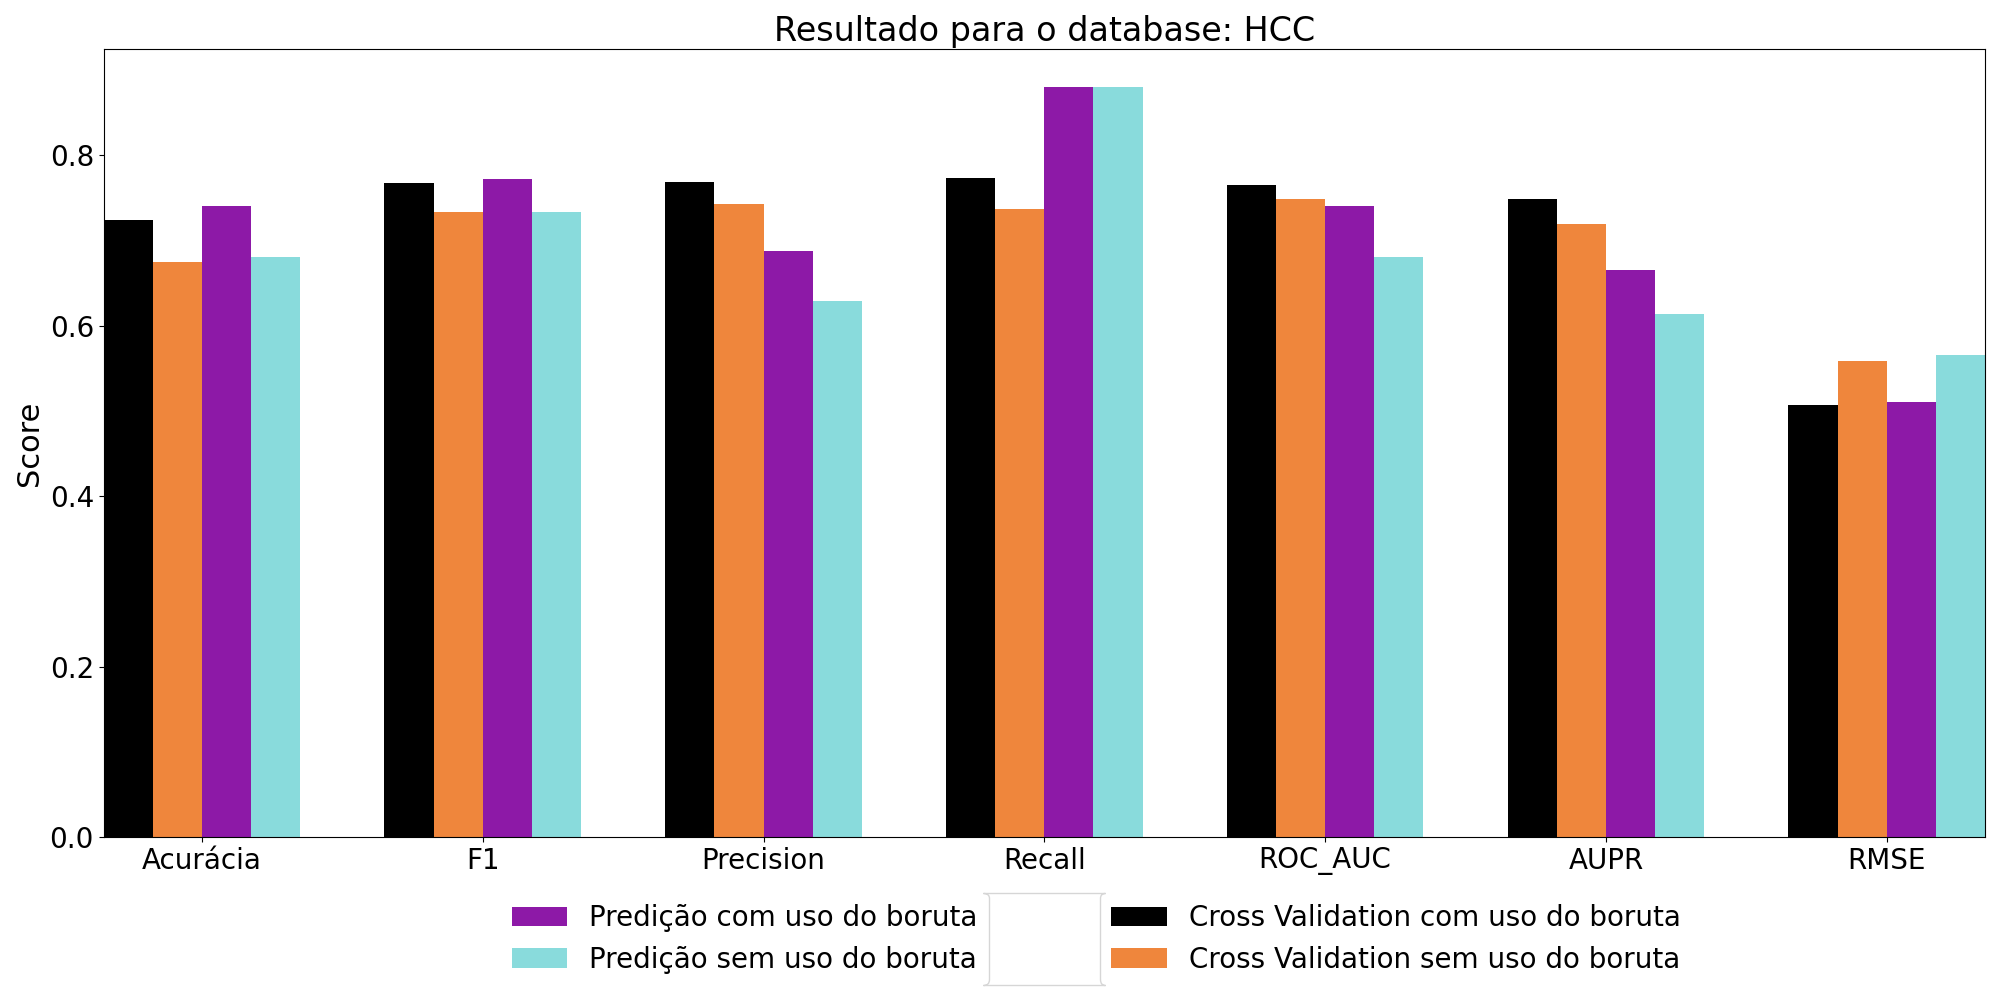 Resultado para o database: HCC
Score
0.8
0.6
0.4
0.2
0.0
Acurácia
F1
Precision
Recall
ROC_AUC
AUPR
RMSE
Predição com uso do boruta
Predição sem uso do boruta
Cross Validation com uso do boruta
Cross Validation sem uso do boruta